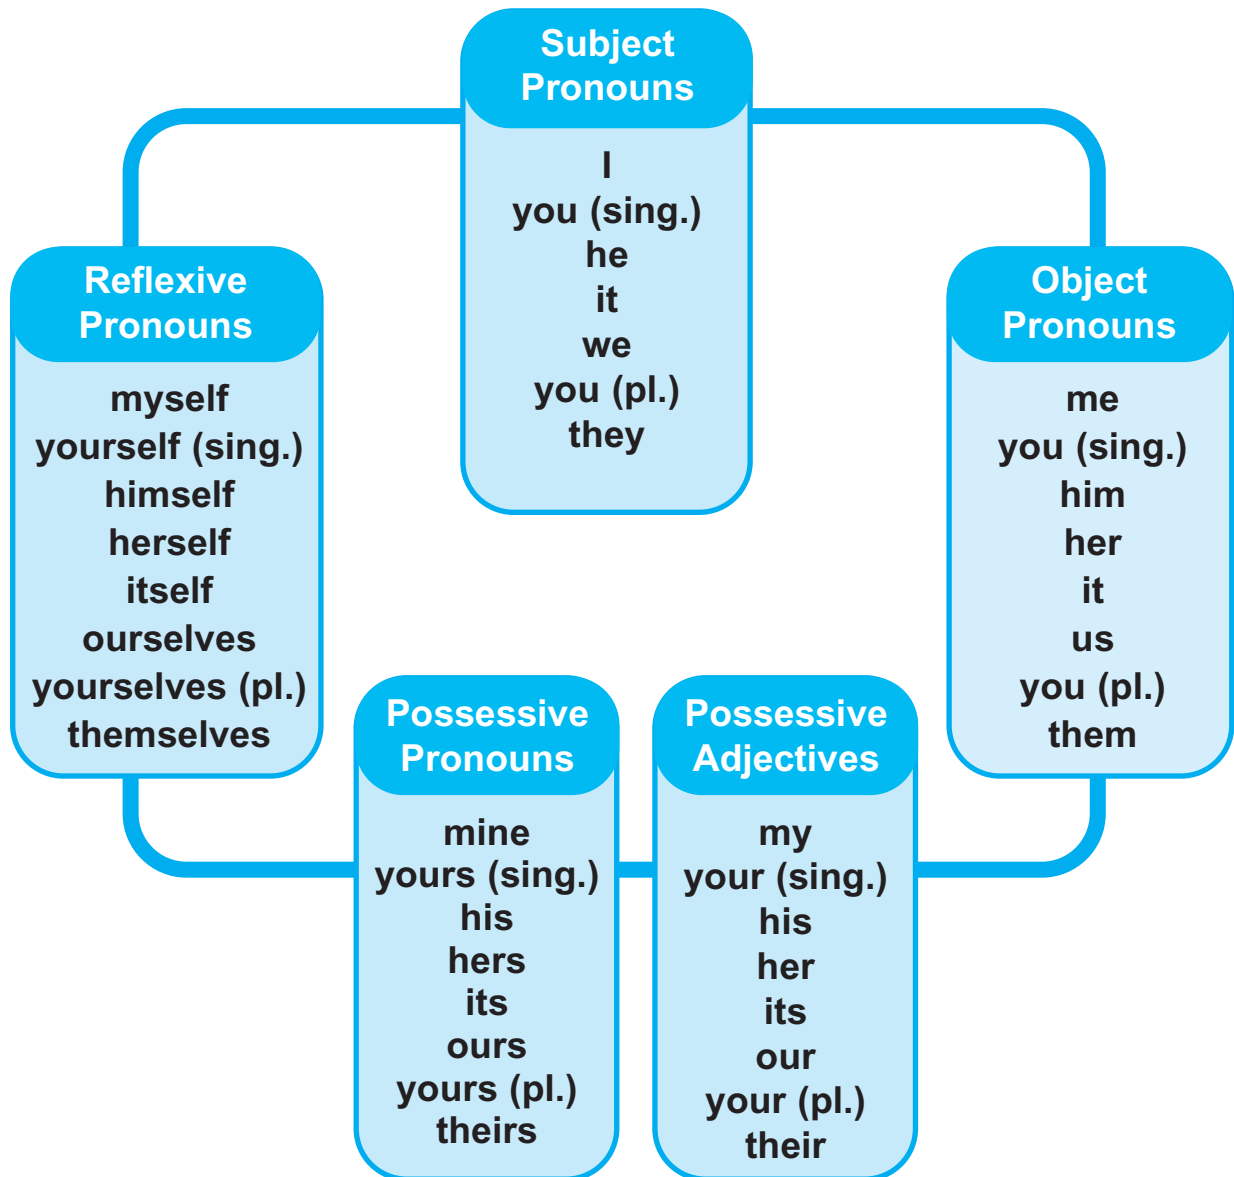 Subject
Pronouns
I
you (sing.)
he
it
we
you (pl.)
they
Reflexive
Pronouns
myself
yourself (sing.)
himself
herself
itself
ourselves
yourselves (pl.)
themselves
Object
Pronouns
me
you (sing.)
him
her
it
us
you (pl.)
them
Possessive
Pronouns
mine
yours (sing.)
his
hers
its
ours
yours (pl.)
theirs
Possessive
Adjectives
my
your (sing.)
his
her
its
our
your (pl.)
their